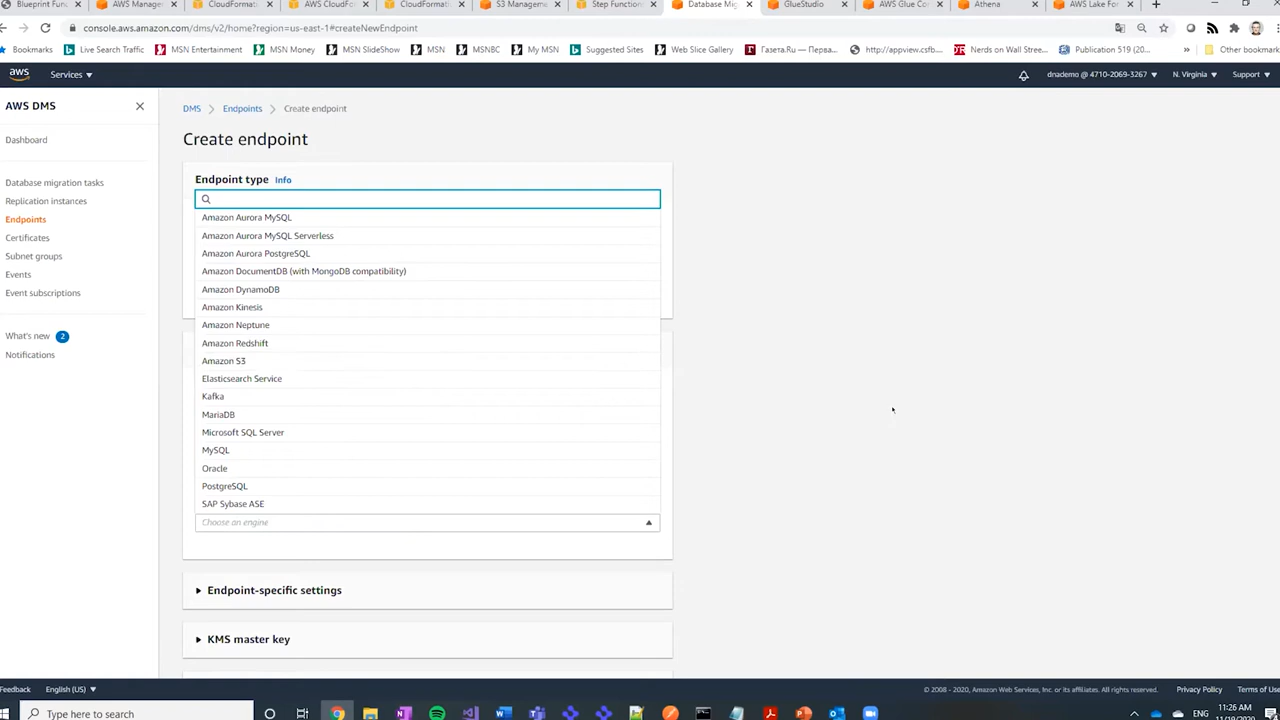 Blueprint Func
AWS Manage
CloudFormati
AWS CloudFo
CloudFormati
S3 Manageme
Step Function
Database Mig
GlueStudio
AWS Glue Co
Athena
AWS Lake For
console.aws.amazon.com/dms/v2/home?region=us-east-1#createNewEndpoint
Bookmarks
Live Search Traffic
MSN Entertainment
MSN Money
MSN SlideShow
MSN
MSNBC
My MSN
Suggested Sites
Web Slice Gallery
Газета.Ru — Перва...
http://appview.csfb....
Nerds on Wall Street...
Publication 519 (20...
Other bookmark
aws
Services
dnademo @ 4710-2069-3267
N. Virginia
Support
AWS DMS
Dashboard
Database migration tasks
Replication instances
Endpoints
Certificates
Subnet groups
Events
Event subscriptions
What's new 2
Notifications
DMS
Endpoints
Create endpoint
Create endpoint
Endpoint type Info
Amazon Aurora MySQL
Amazon Aurora MySQL Serverless
Amazon Aurora PostgreSQL
Amazon DocumentDB (with MongoDB compatibility)
Amazon DynamoDB
Amazon Kinesis
Amazon Neptune
Amazon Redshift
Amazon S3
Elasticsearch Service
Kafka
MariaDB
Microsoft SQL Server
MySQL
Oracle
PostgreSQL
SAP Sybase ASE
Choose an engine
Endpoint-specific settings
KMS master key
Feedback
English (US)
© 2008 - 2020, Amazon Web Services, Inc. or its affiliates. All rights reserved.
Privacy Policy
Terms of Use
Type here to search
ENG
11:26 AM